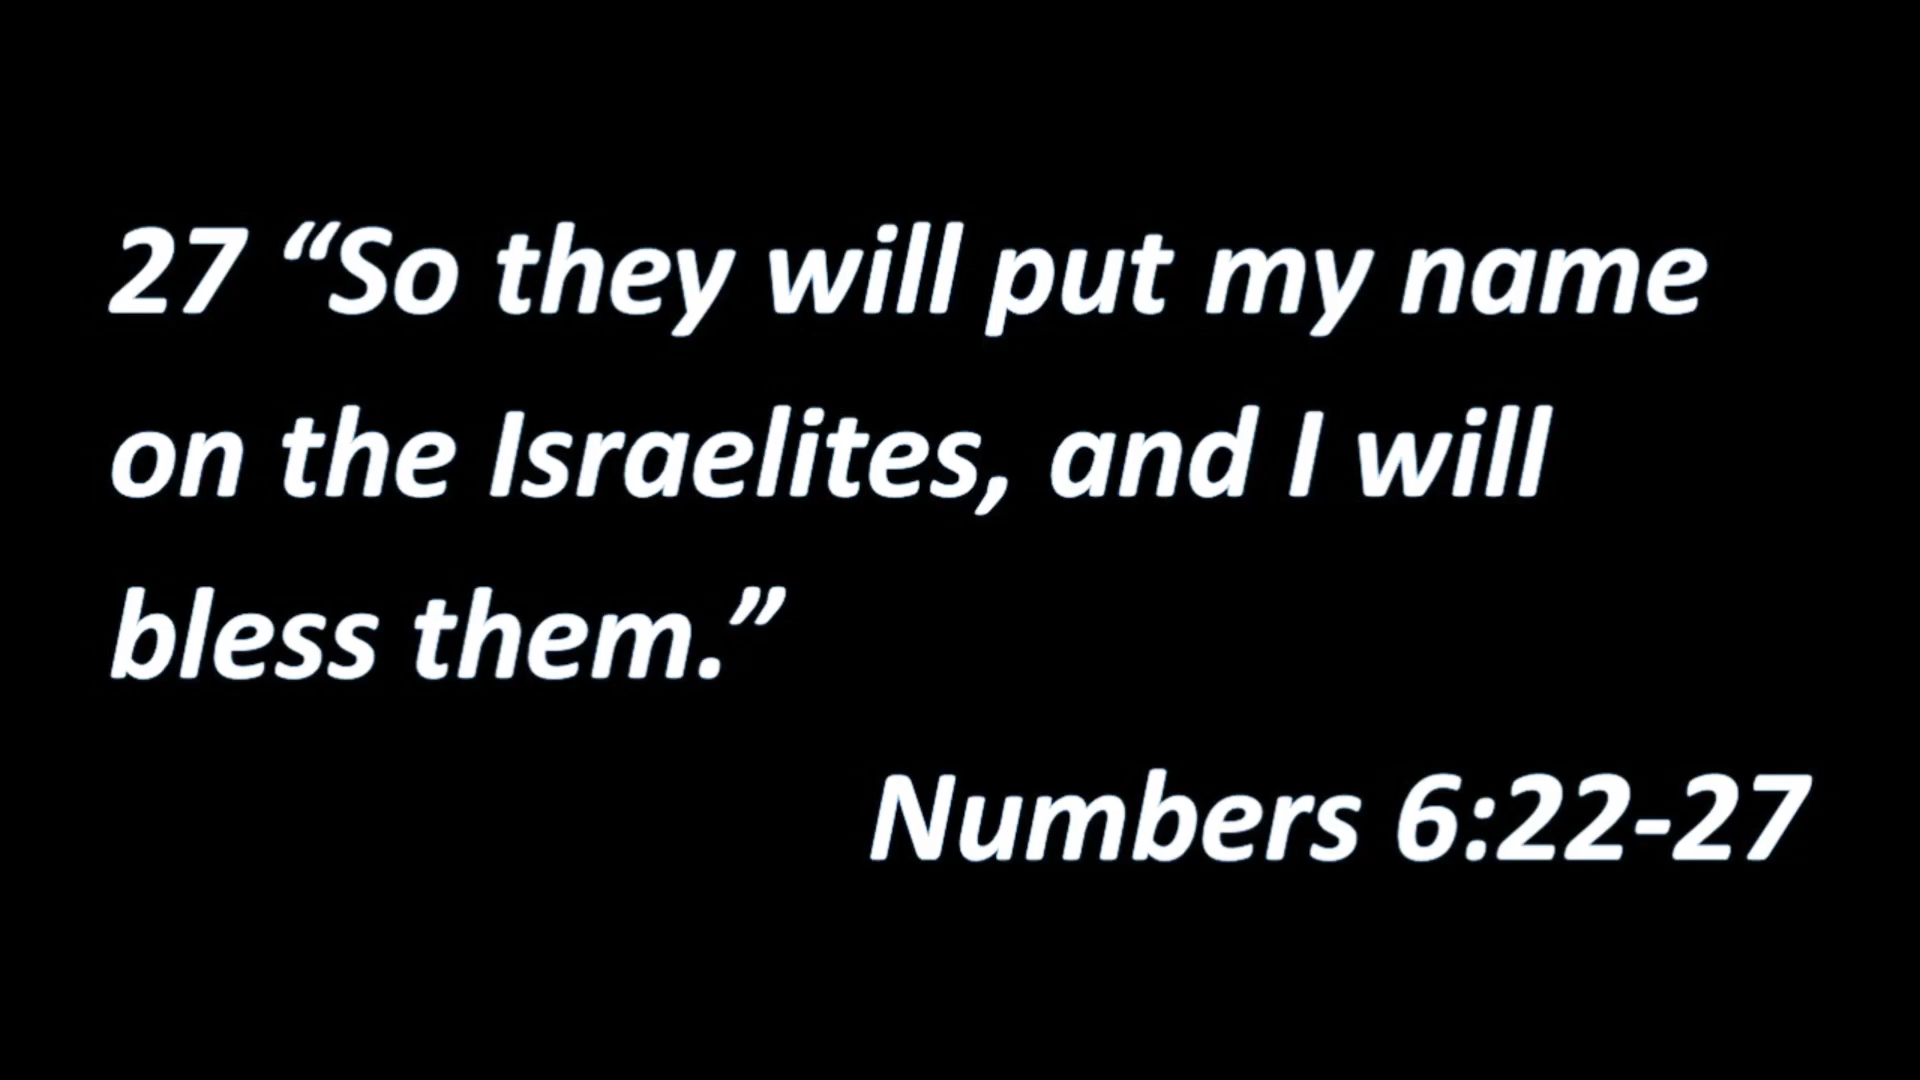 27 “So they will put my name
on the Israelites, and I will
bless them.”
Numbers 6:22-27